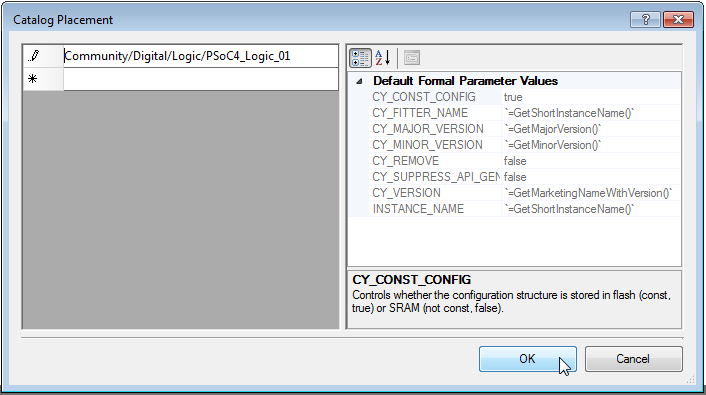 Catalog Placement
Community/Digital/Logic/PSoC4_Logic_01
Default Formal Parameter Values
CY_CONST_CONFIG true
CY_FITTER_NAME `=GetShortInstanceName()`
CY_MAJOR_VERSION `=GetMajorVersion()`
CY_MINOR_VERSION `=GetMinorVersion()`
CY_REMOVE false
CY_SUPPRESS_API_GEN false
CY_VERSION `=GetMarketingNameWithVersion()`
INSTANCE_NAME `=GetShortInstanceName()`
CY_CONST_CONFIG
Controls whether the configuration structure is stored in flash (const,
true) or SRAM (not const, false).
OK Cancel